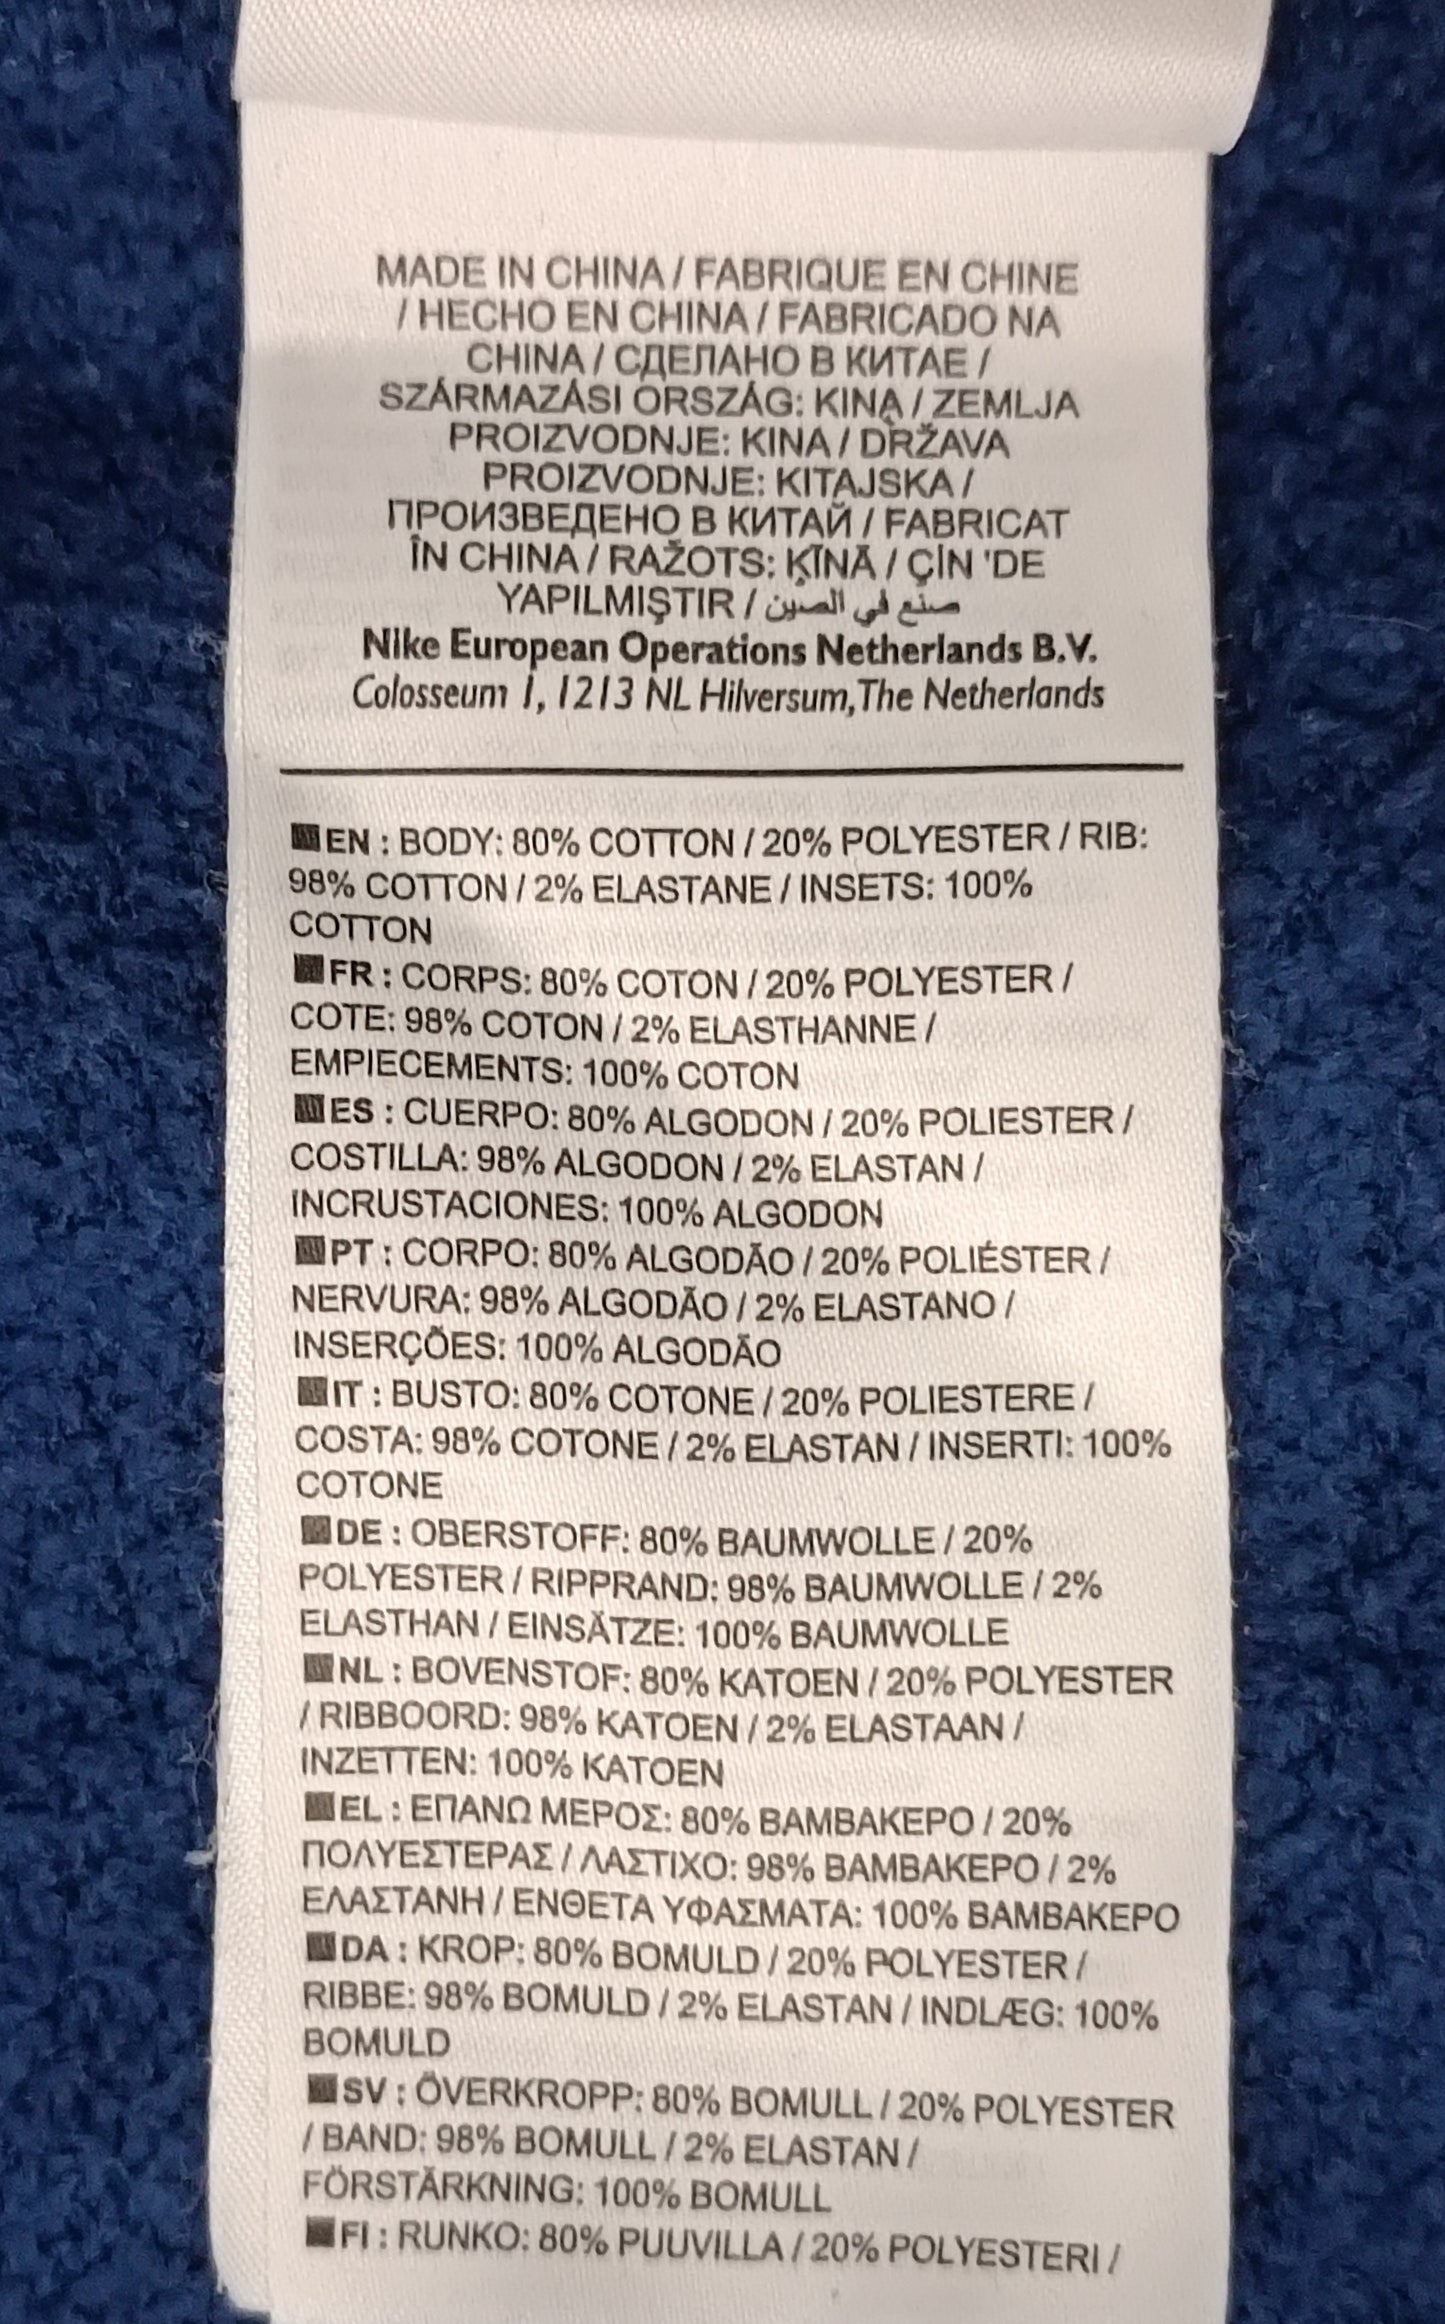 MADE IN CHINA / FABRIQUE EN CHINE
/ HECHO EN CHINA / FABRICADO NA
CHINA / СДЕЛАНО В КИТАЕ /
SZÁRMAZÁSI ORSZÁG: KINA / ZEMLJA
PROIZVODNJE: KINA / DRŽAVA
PROIZVODNJE: KITAJSKA /
ПРОИЗВЕДЕНО В КИТАЙ / FABRICAT
ÎN CHINA / RAŽOTS: ĶĪNĀ / ÇİN 'DE
YAPILMIŞTIR / صنع في الصين
Nike European Operations Netherlands B.V.
Colosseum 1, 1213 NL Hilversum, The Netherlands
EN : BODY: 80% COTTON / 20% POLYESTER / RIB:
98% COTTON / 2% ELASTANE / INSETS: 100%
COTTON
FR : CORPS: 80% COTON / 20% POLYESTER /
COTE: 98% COTON / 2% ELASTHANNE /
EMPIECEMENTS: 100% COTON
ES : CUERPO: 80% ALGODON / 20% POLIESTER /
COSTILLA: 98% ALGODON / 2% ELASTAN /
INCRUSTACIONES: 100% ALGODON
PT : CORPO: 80% ALGODÃO / 20% POLIÉSTER /
NERVURA: 98% ALGODÃO / 2% ELASTANO /
INSERÇÕES: 100% ALGODÃO
IT : BUSTO: 80% COTONE / 20% POLIESTERE /
COSTA: 98% COTONE / 2% ELASTAN / INSERTI: 100%
COTONE
DE : OBERSTOFF: 80% BAUMWOLLE / 20%
POLYESTER / RIPPRAND: 98% BAUMWOLLE / 2%
ELASTHAN / EINSÄTZE: 100% BAUMWOLLE
NL : BOVENSTOF: 80% KATOEN / 20% POLYESTER
/ RIBBOORD: 98% KATOEN / 2% ELASTAAN /
INZETTEN: 100% KATOEN
EL : ΕΠΑΝΩ ΜΕΡΟΣ: 80% ΒΑΜΒΑΚΕΡΟ / 20%
ΠΟΛΥΕΣΤΕΡΑΣ / ΛΑΣΤΙΧΟ: 98% ΒΑΜΒΑΚΕΡΟ / 2%
ΕΛΑΣΤΑΝΗ / ΕΝΘΕΤΑ ΥΦΑΣΜΑΤΑ: 100% ΒΑΜΒΑΚΕΡΟ
DA : KROP: 80% BOMULD / 20% POLYESTER /
RIBBE: 98% BOMULD / 2% ELASTAN / INDLÆG: 100%
BOMULD
SV : ÖVERKROPP: 80% BOMULL / 20% POLYESTER
/ BAND: 98% BOMULL / 2% ELASTAN /
FÖRSTÄRKNING: 100% BOMULL
FI : RUNKO: 80% PUUVILLA / 20% POLYESTERI /